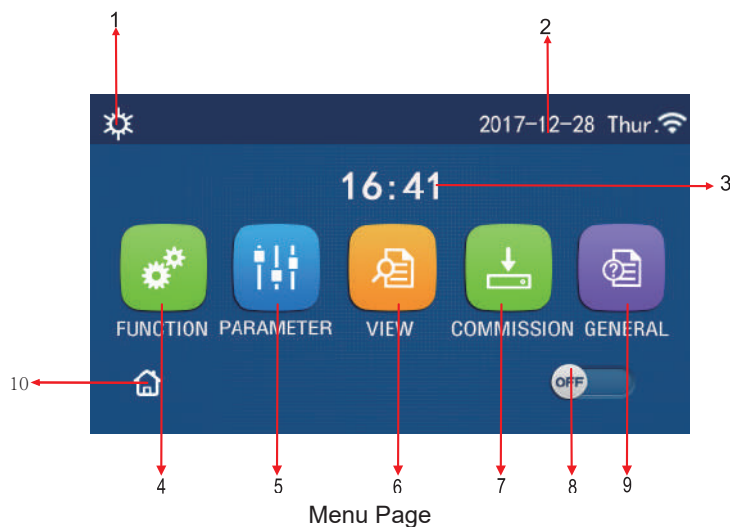 1
2
2017-12-28 Thur.
16:41
3
FUNCTION PARAMETER VIEW COMMISSION GENERAL
10
OFF
4 5 6 7 8 9
Menu Page